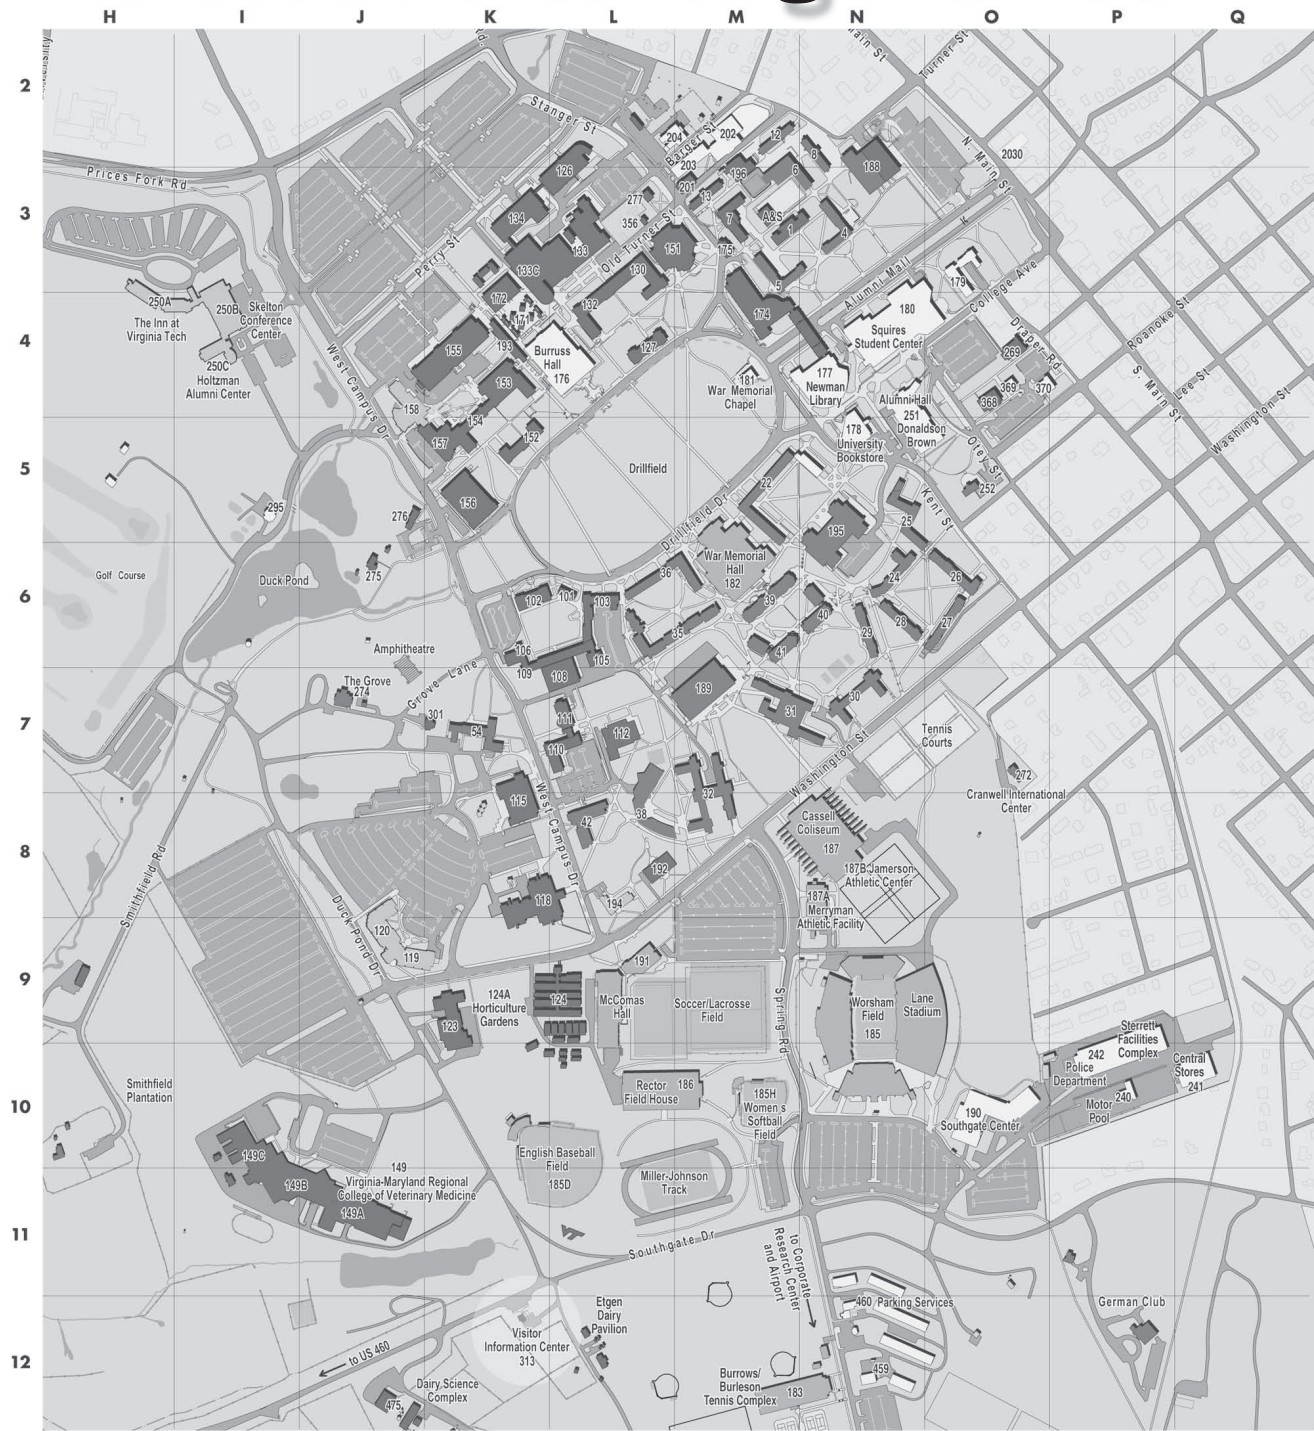 H I J K L M N O P Q
2
3
4
5
6
7
8
9
10
11
12
Prices Fork Rd
Stanger St
Barger St
Turner St
N. Main St
2030
204
202
203
12
8
6
188
196
201
13
7
A&S
1
4
126
277
356
134
133
Old Turner St
151
175
5
Perry St
133C
130
172
171
132
174
Alumni Mall
179
College Ave
250A
The Inn at
Virginia Tech
250B
Skelton
Conference
Center
250C
Holtzman
Alumni Center
West Campus Dr
155
193
Burruss
Hall
176
127
153
154
158
157
152
180
Squires
Student Center
Draper Rd
269
369
370
368
Roanoke St
Lee St
S. Main St
Washington St
181
War Memorial
Chapel
177
Newman
Library
Alumni Hall
251
Donaldson
Brown
178
University
Bookstore
Otey St
252
Drillfield
156
295
276
22
Drillfield Dr
195
25
Kent St
Golf Course
Duck Pond
275
War Memorial
Hall
182
36
24
26
102
101
103
39
40
28
27
29
35
41
106
105
109
108
Amphitheatre
The Grove
274
Grove Lane
301
54
189
31
30
111
112
110
Tennis
Courts
Washington St
272
Cranwell International
Center
115
West Campus Dr
42
38
32
Cassell
Coliseum
187
192
187B Jamerson
Athletic Center
187A
Merryman
Athletic Facility
194
118
Smithfield Rd
Duck Pond Dr
120
119
191
123
124A
Horticulture
Gardens
124
McComas
Hall
Soccer/Lacrosse
Field
Spring Rd
Worsham
Field
185
Lane
Stadium
Sterrett
Facilities
Complex
242
Police
Department
Central
Stores
241
240
Motor
Pool
Smithfield
Plantation
Rector
Field House
186
185H
Women s
Softball
Field
190
Southgate Center
149C
149B
149A
149
Virginia-Maryland Regional
College of Veterinary Medicine
English Baseball
Field
185D
Miller-Johnson
Track
Southgate Dr
to Corporate
Research Center
and Airport
460 Parking Services
German Club
Etgen
Dairy
Pavilion
Visitor
Information Center
313
to US 460
Dairy Science
Complex
475
Burrows/
Burleson
Tennis Complex
183
459